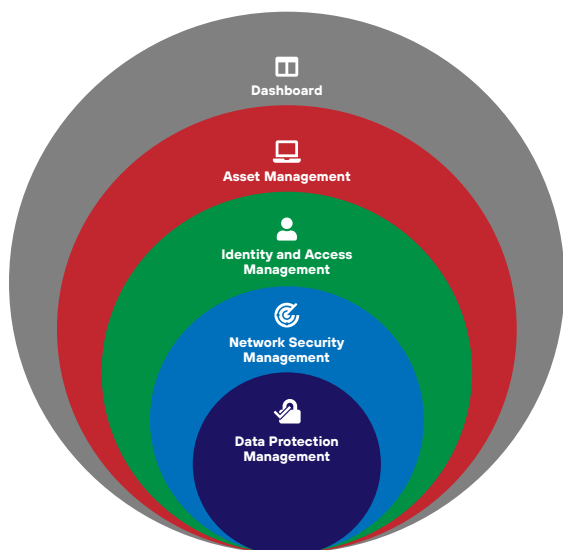 Dashboard
Asset Management
Identity and Access
Management
Network Security
Management
Data Protection
Management